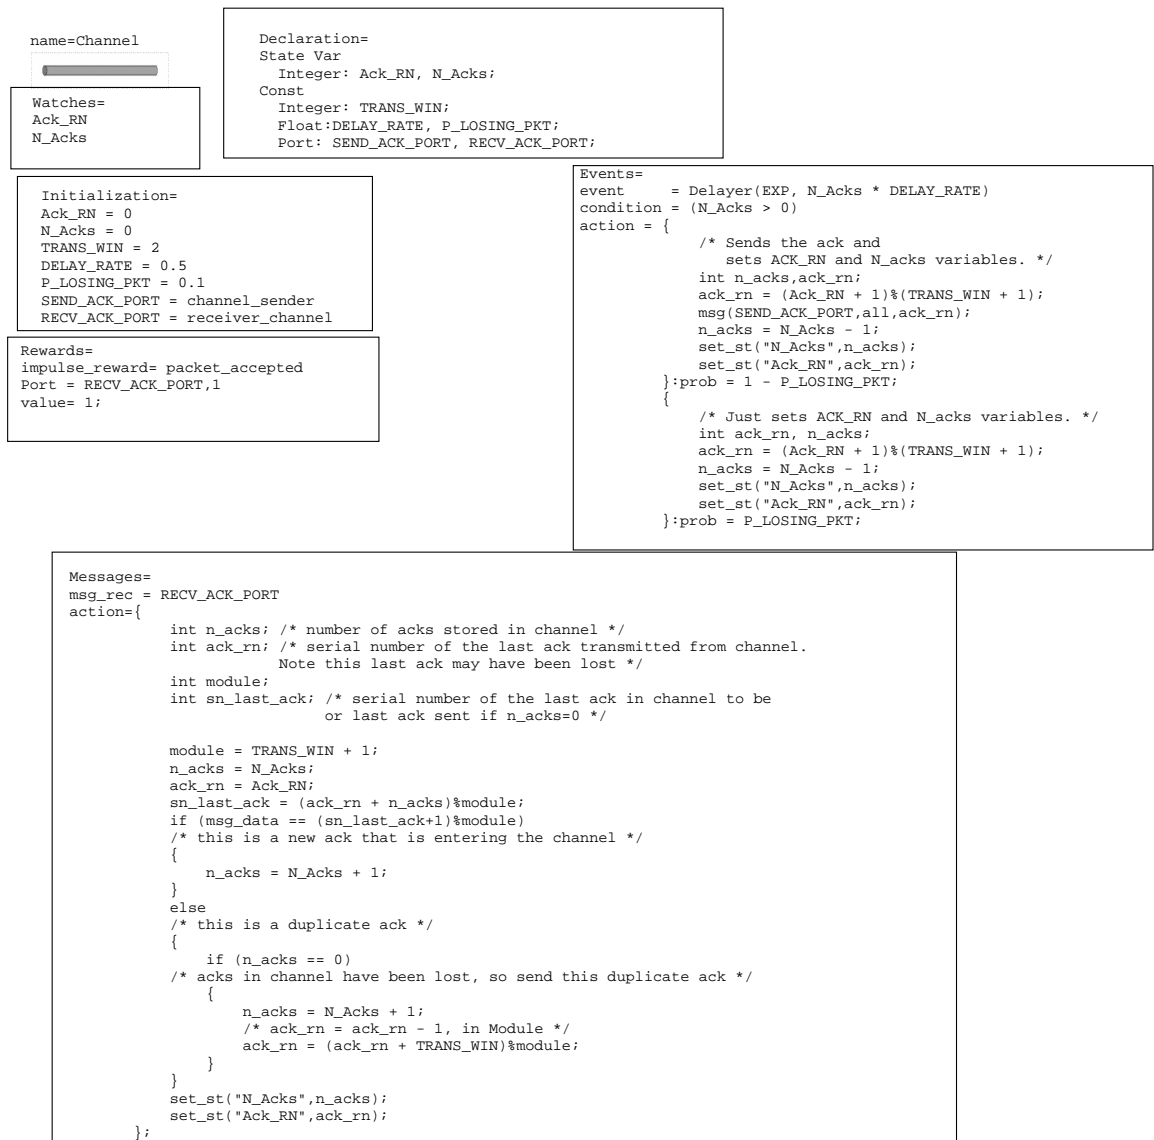 name=Channel
Watches=
Ack_RN
N_Acks
Declaration=
State Var
Integer: Ack_RN, N_Acks;
Const
Integer: TRANS_WIN;
Float:DELAY_RATE, P_LOSING_PKT;
Port: SEND_ACK_PORT, RECV_ACK_PORT;
Initialization=
Ack_RN = 0
N_Acks = 0
TRANS_WIN = 2
DELAY_RATE = 0.5
P_LOSING_PKT = 0.1
SEND_ACK_PORT = channel_sender
RECV_ACK_PORT = receiver_channel
Rewards=
impulse_reward= packet_accepted
Port = RECV_ACK_PORT,1
value= 1;
Events=
event = Delayer(EXP, N_Acks * DELAY_RATE)
condition = (N_Acks > 0)
action = {
/* Sends the ack and
sets ACK_RN and N_acks variables. */
int n_acks,ack_rn;
ack_rn = (Ack_RN + 1)%(TRANS_WIN + 1);
msg(SEND_ACK_PORT,all,ack_rn);
n_acks = N_Acks - 1;
set_st("N_Acks",n_acks);
set_st("Ack_RN",ack_rn);
}:prob = 1 - P_LOSING_PKT;
{
/* Just sets ACK_RN and N_acks variables. */
int ack_rn, n_acks;
ack_rn = (Ack_RN + 1)%(TRANS_WIN + 1);
n_acks = N_Acks - 1;
set_st("N_Acks",n_acks);
set_st("Ack_RN",ack_rn);
}:prob = P_LOSING_PKT;
Messages=
msg_rec = RECV_ACK_PORT
action={
int n_acks; /* number of acks stored in channel */
int ack_rn; /* serial number of the last ack transmitted from channel.
Note this last ack may have been lost */
int module;
int sn_last_ack; /* serial number of the last ack in channel to be
or last ack sent if n_acks=0 */
module = TRANS_WIN + 1;
n_acks = N_Acks;
ack_rn = Ack_RN;
sn_last_ack = (ack_rn + n_acks)%module;
if (msg_data == (sn_last_ack+1)%module)
/* this is a new ack that is entering the channel */
{
n_acks = N_Acks + 1;
}
else
/* this is a duplicate ack */
{
if (n_acks == 0)
/* acks in channel have been lost, so send this duplicate ack */
{
n_acks = N_Acks + 1;
/* ack_rn = ack_rn - 1, in Module */
ack_rn = (ack_rn + TRANS_WIN)%module;
}
}
set_st("N_Acks",n_acks);
set_st("Ack_RN",ack_rn);
};